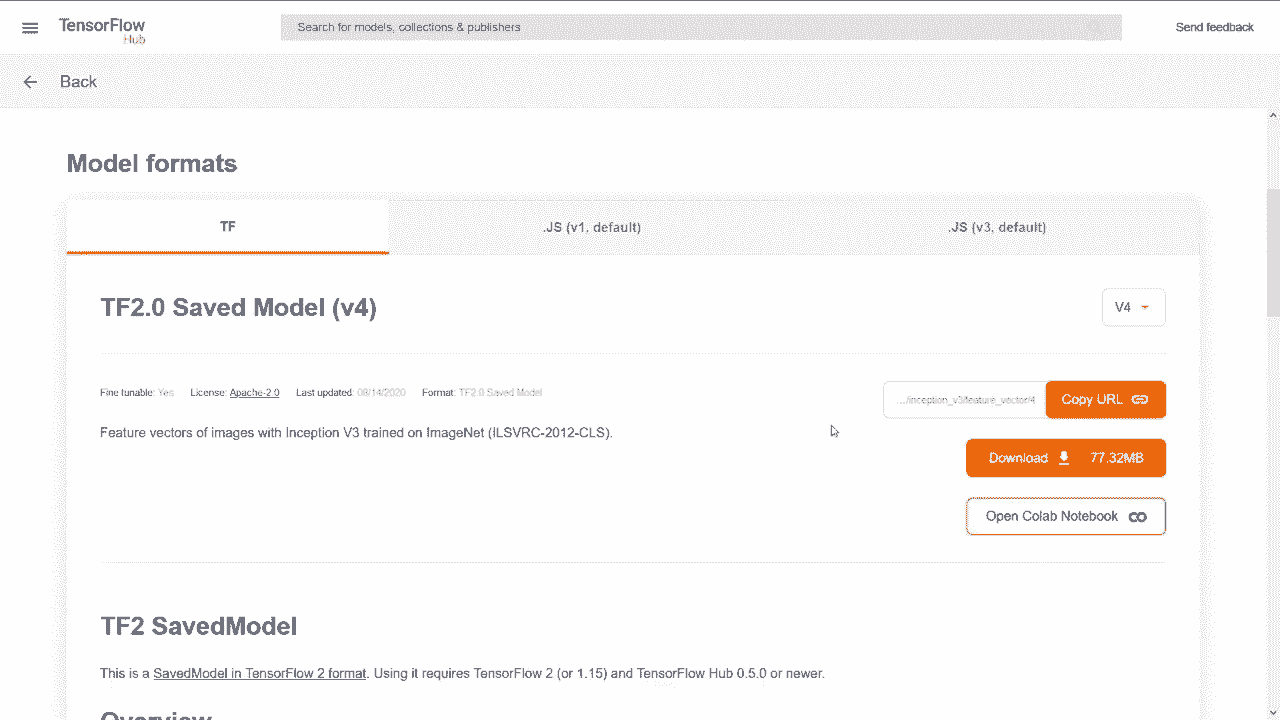 TensorFlow
Hub
Search for models, collections & publishers
Send feedback
Back
Model formats
TF
.JS (v1, default)
.JS (v3, default)
TF2.0 Saved Model (v4)
V4
Fine tunable: Yes License: Apache-2.0 Last updated: 08/14/2020 Format: TF2.0 Saved Model
.../inception_v3/feature_vector/4
Copy URL
Feature vectors of images with Inception V3 trained on ImageNet (ILSVRC-2012-CLS).
Download 77.32MB
Open Colab Notebook
TF2 SavedModel
This is a SavedModel in TensorFlow 2 format. Using it requires TensorFlow 2 (or 1.15) and TensorFlow Hub 0.5.0 or newer.
Overview